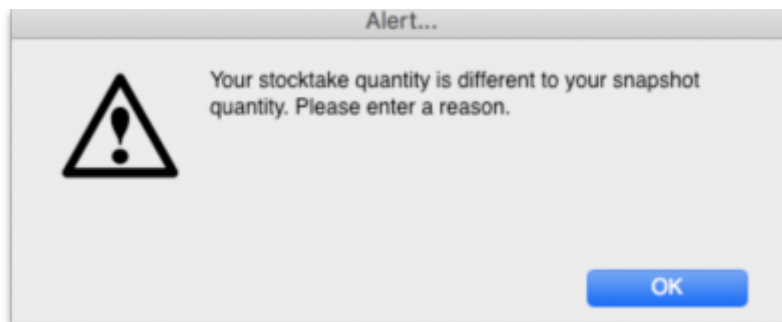 Alert...
Your stocktake quantity is different to your snapshot
quantity. Please enter a reason.
OK